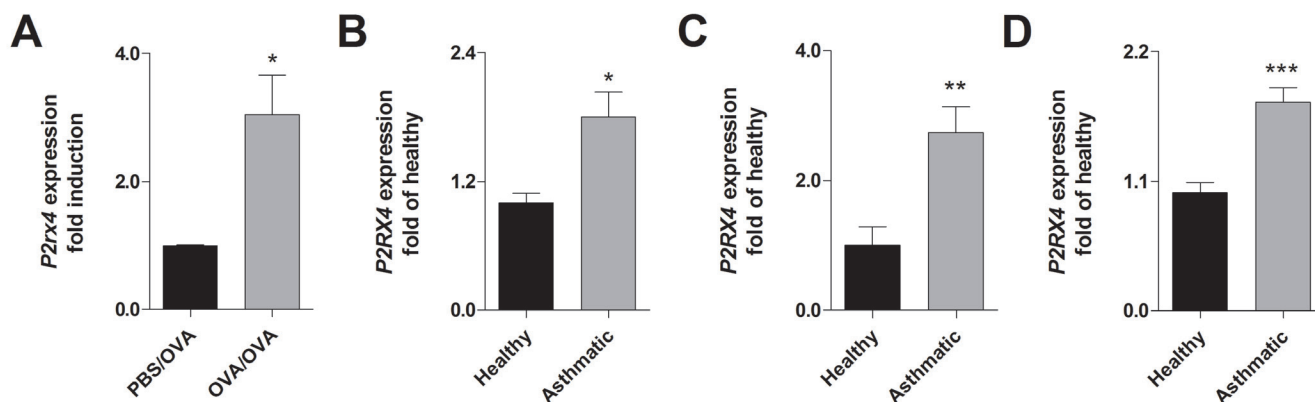 A
P2rx4 expression
fold induction
4.0
2.0
0.0
*
PBS/OVA
OVA/OVA
B
P2RX4 expression
fold of healthy
2.4
1.2
0.0
*
Healthy
Asthmatic
C
P2RX4 expression
fold of healthy
4.0
2.0
0.0
**
Healthy
Asthmatic
D
P2RX4 expression
fold of healthy
2.2
1.1
0.0
***
Healthy
Asthmatic